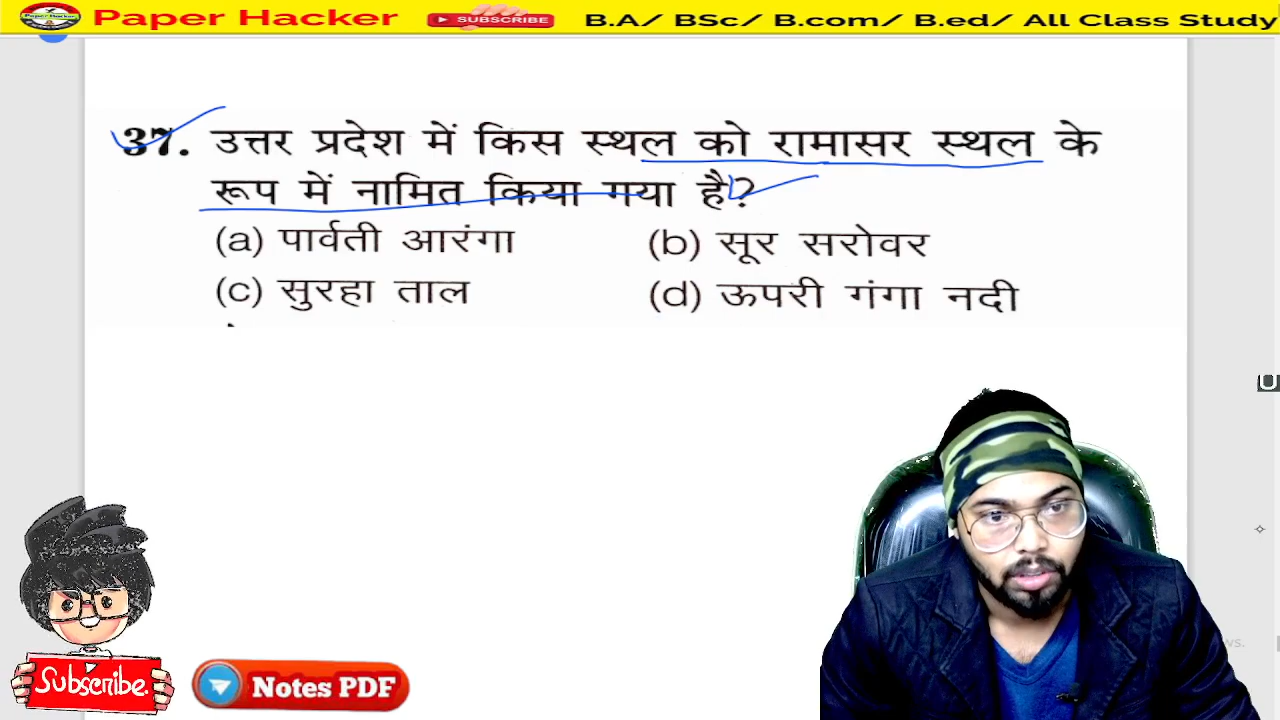 Paper Hacker
SUBSCRIBE
B.A/ BSc/ B.com/ B.ed/ All Class Study
37. उत्तर प्रदेश में किस स्थल को रामासर स्थल के
रूप में नामित किया गया है?
(a) पार्वती आरंगा (b) सूर सरोवर
(c) सुरहा ताल (d) ऊपरी गंगा नदी
Subscribe.
Notes PDF